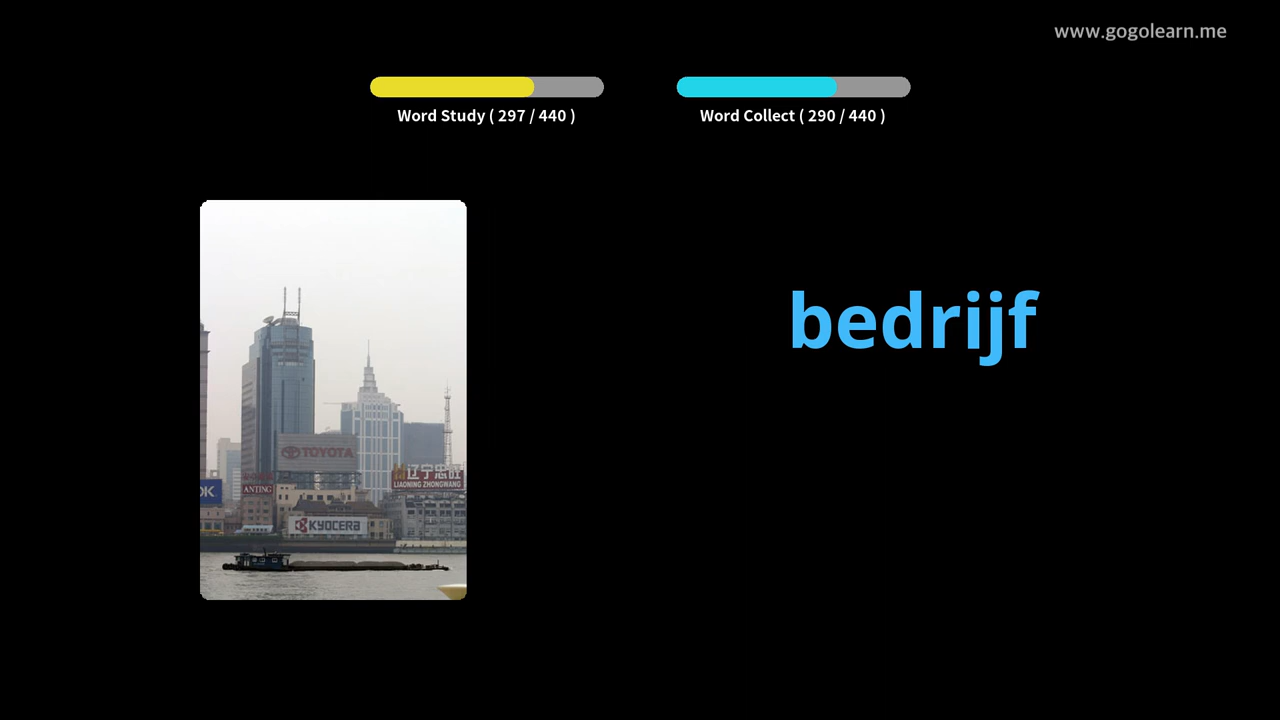 www.gogolearn.me
Word Study ( 297 / 440 )
Word Collect ( 290 / 440 )
bedrijf
TOYOTA
辽宁忠旺
LIAONING ZHONGWANG
ANTING
OK
KYOCERA